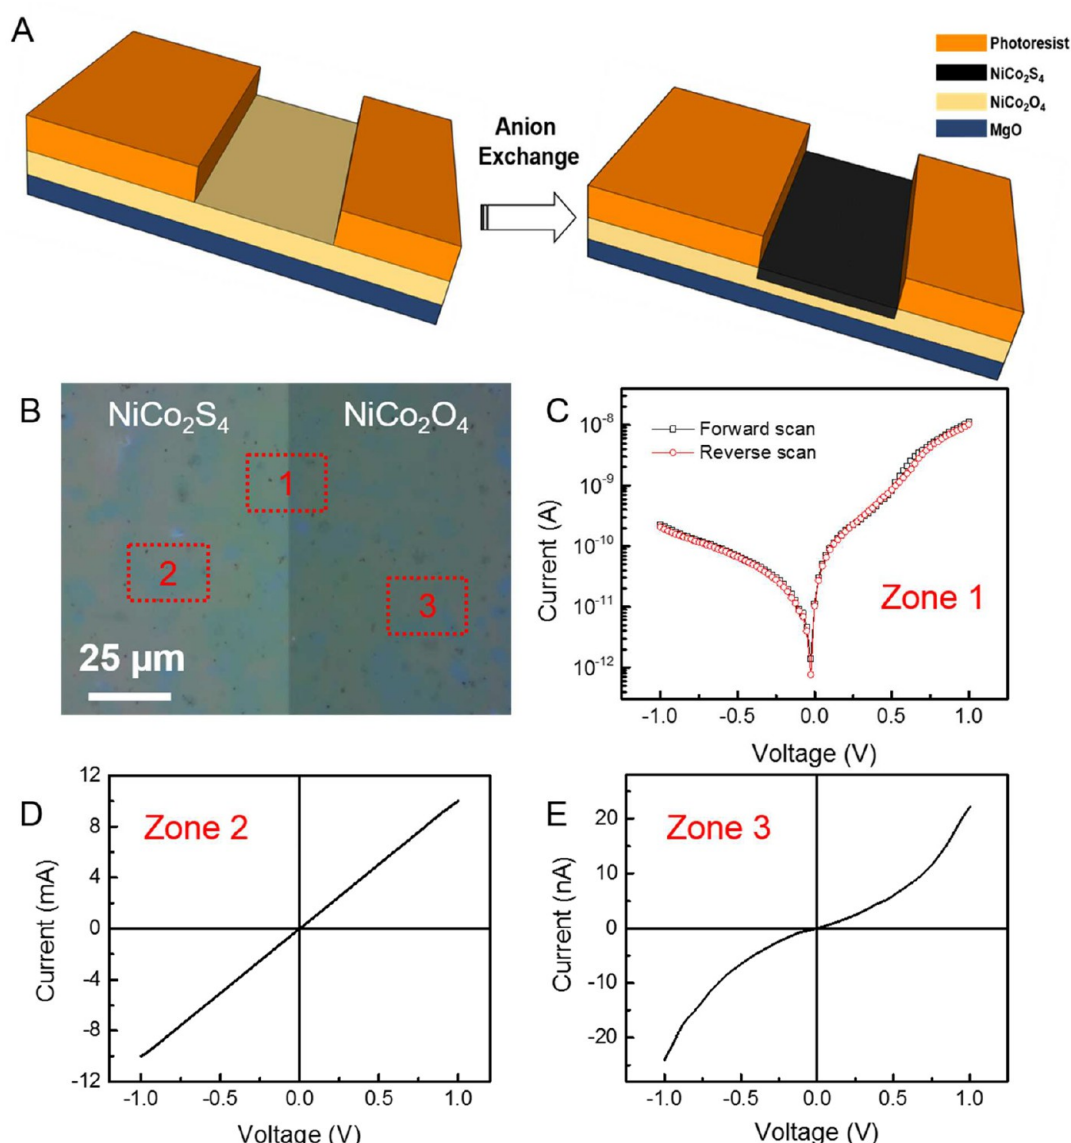 A
Anion
Exchange
Photoresist
NiCo₂S₄
NiCo₂O₄
MgO
B
NiCo₂S₄
NiCo₂O₄
1
2
3
25 μm
C
Forward scan
Reverse scan
Zone 1
10⁻⁸
10⁻⁹
10⁻¹⁰
10⁻¹¹
10⁻¹²
Current (A)
-1.0 -0.5 0.0 0.5 1.0
Voltage (V)
D
Zone 2
12
8
4
0
-4
-8
-12
Current (mA)
-1.0 -0.5 0.0 0.5 1.0
Voltage (V)
E
Zone 3
20
10
0
-10
-20
Current (nA)
-1.0 -0.5 0.0 0.5 1.0
Voltage (V)